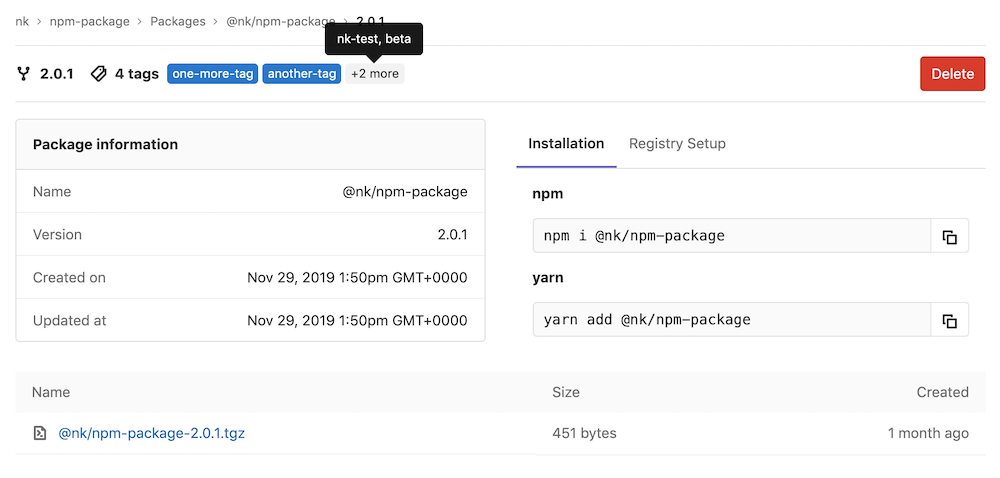 nk > npm-package > Packages > @nk/npm-package > 2.0.1
nk-test, beta
2.0.1 4 tags one-more-tag another-tag +2 more Delete
Package information
Name @nk/npm-package
Version 2.0.1
Created on Nov 29, 2019 1:50pm GMT+0000
Updated at Nov 29, 2019 1:50pm GMT+0000
Installation Registry Setup
npm
npm i @nk/npm-package
yarn
yarn add @nk/npm-package
Name Size Created
@nk/npm-package-2.0.1.tgz 451 bytes 1 month ago